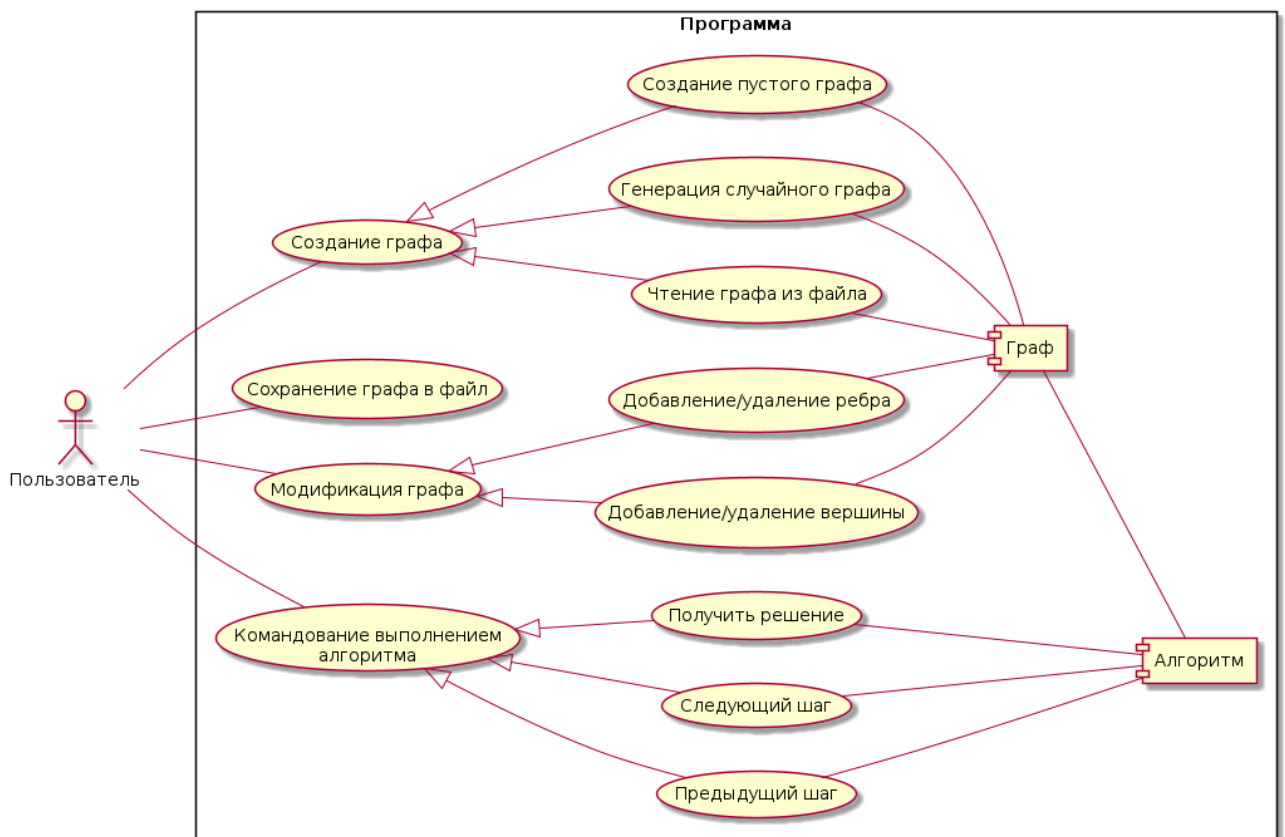 Программа
Создание пустого графа
Генерация случайного графа
Создание графа
Чтение графа из файла
Граф
Сохранение графа в файл
Добавление/удаление ребра
Пользователь
Модификация графа
Добавление/удаление вершины
Получить решение
Командование выполнением
алгоритма
Алгоритм
Следующий шаг
Предыдущий шаг